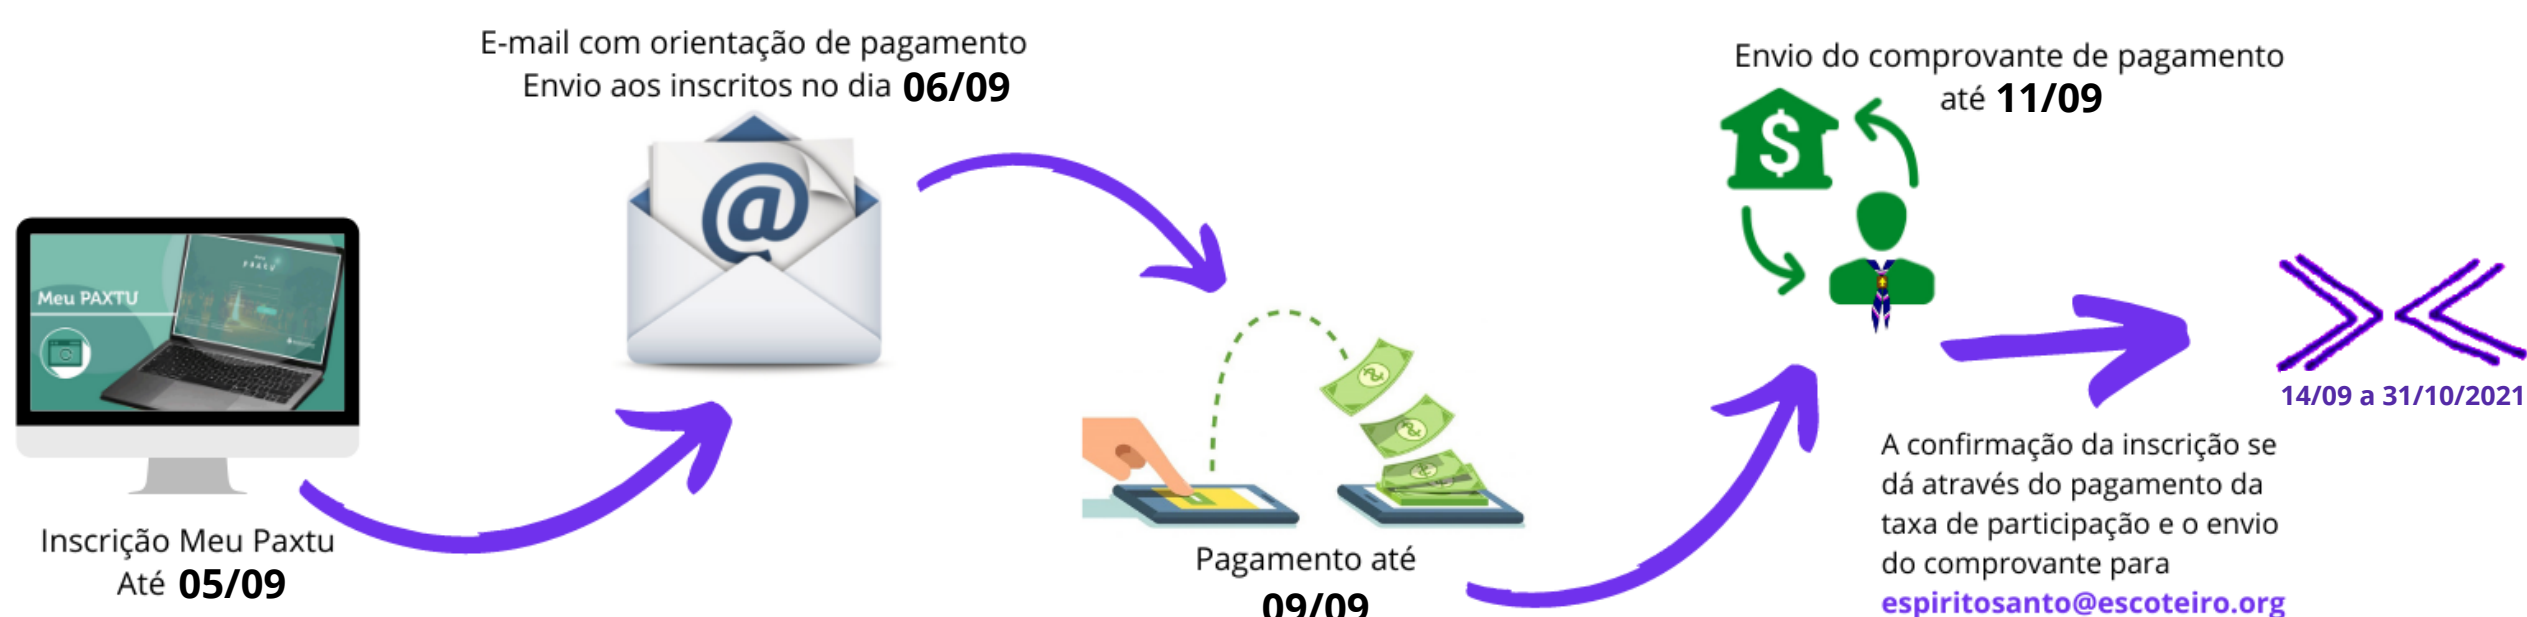 E-mail com orientação de pagamento
Envio aos inscritos no dia 06/09
Envio do comprovante de pagamento
até 11/09
$
@
Meu PAXTU
PAXTU
Inscrição Meu Paxtu
Até 05/09
Pagamento até
09/09
14/09 a 31/10/2021
A confirmação da inscrição se
dá através do pagamento da
taxa de participação e o envio
do comprovante para
espiritosanto@escoteiro.org